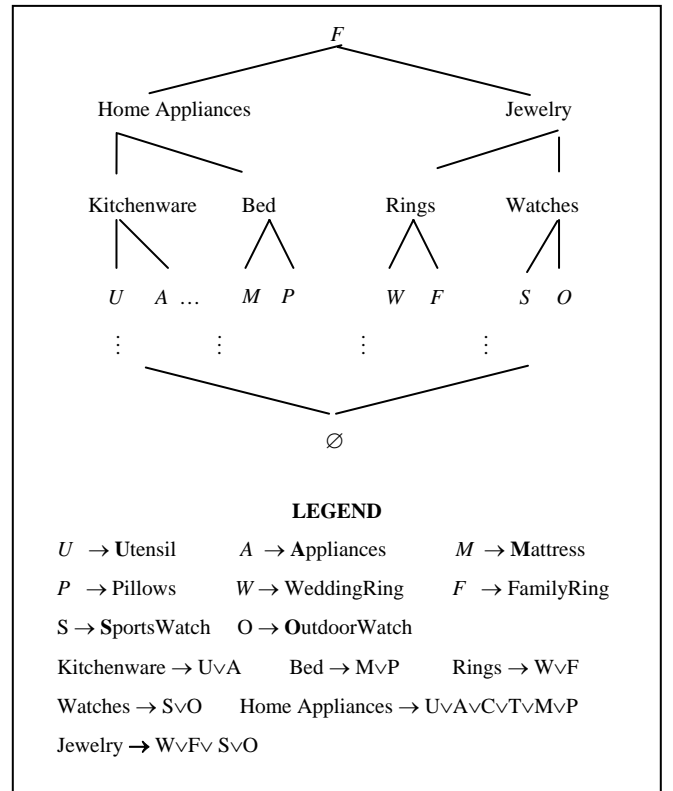 F
Home Appliances Jewelry
Kitchenware Bed Rings Watches
U A … M P W F S O
⋮ ⋮ ⋮ ⋮
∅
LEGEND
U → Utensil A → Appliances M → Mattress
P → Pillows W → WeddingRing F → FamilyRing
S → SportsWatch O → OutdoorWatch
Kitchenware → U∨A Bed → M∨P Rings → W∨F
Watches → S∨O Home Appliances → U∨A∨C∨T∨M∨P
Jewelry → W∨F∨ S∨O